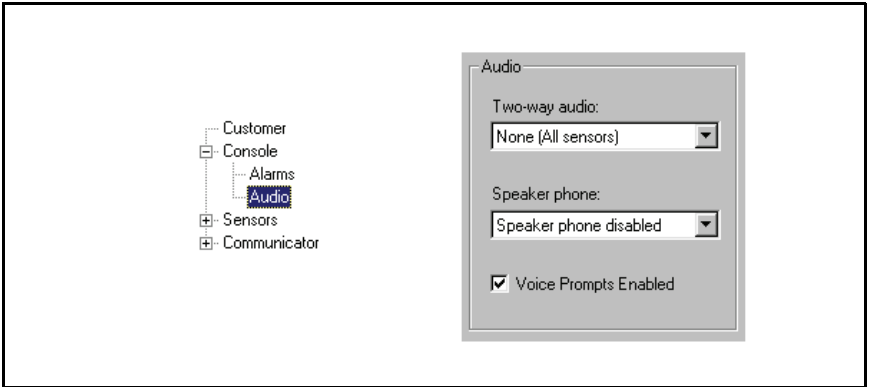 Customer
Console
Alarms
Audio
Sensors
Communicator
Audio
Two-way audio:
None (All sensors)
Speaker phone:
Speaker phone disabled
Voice Prompts Enabled